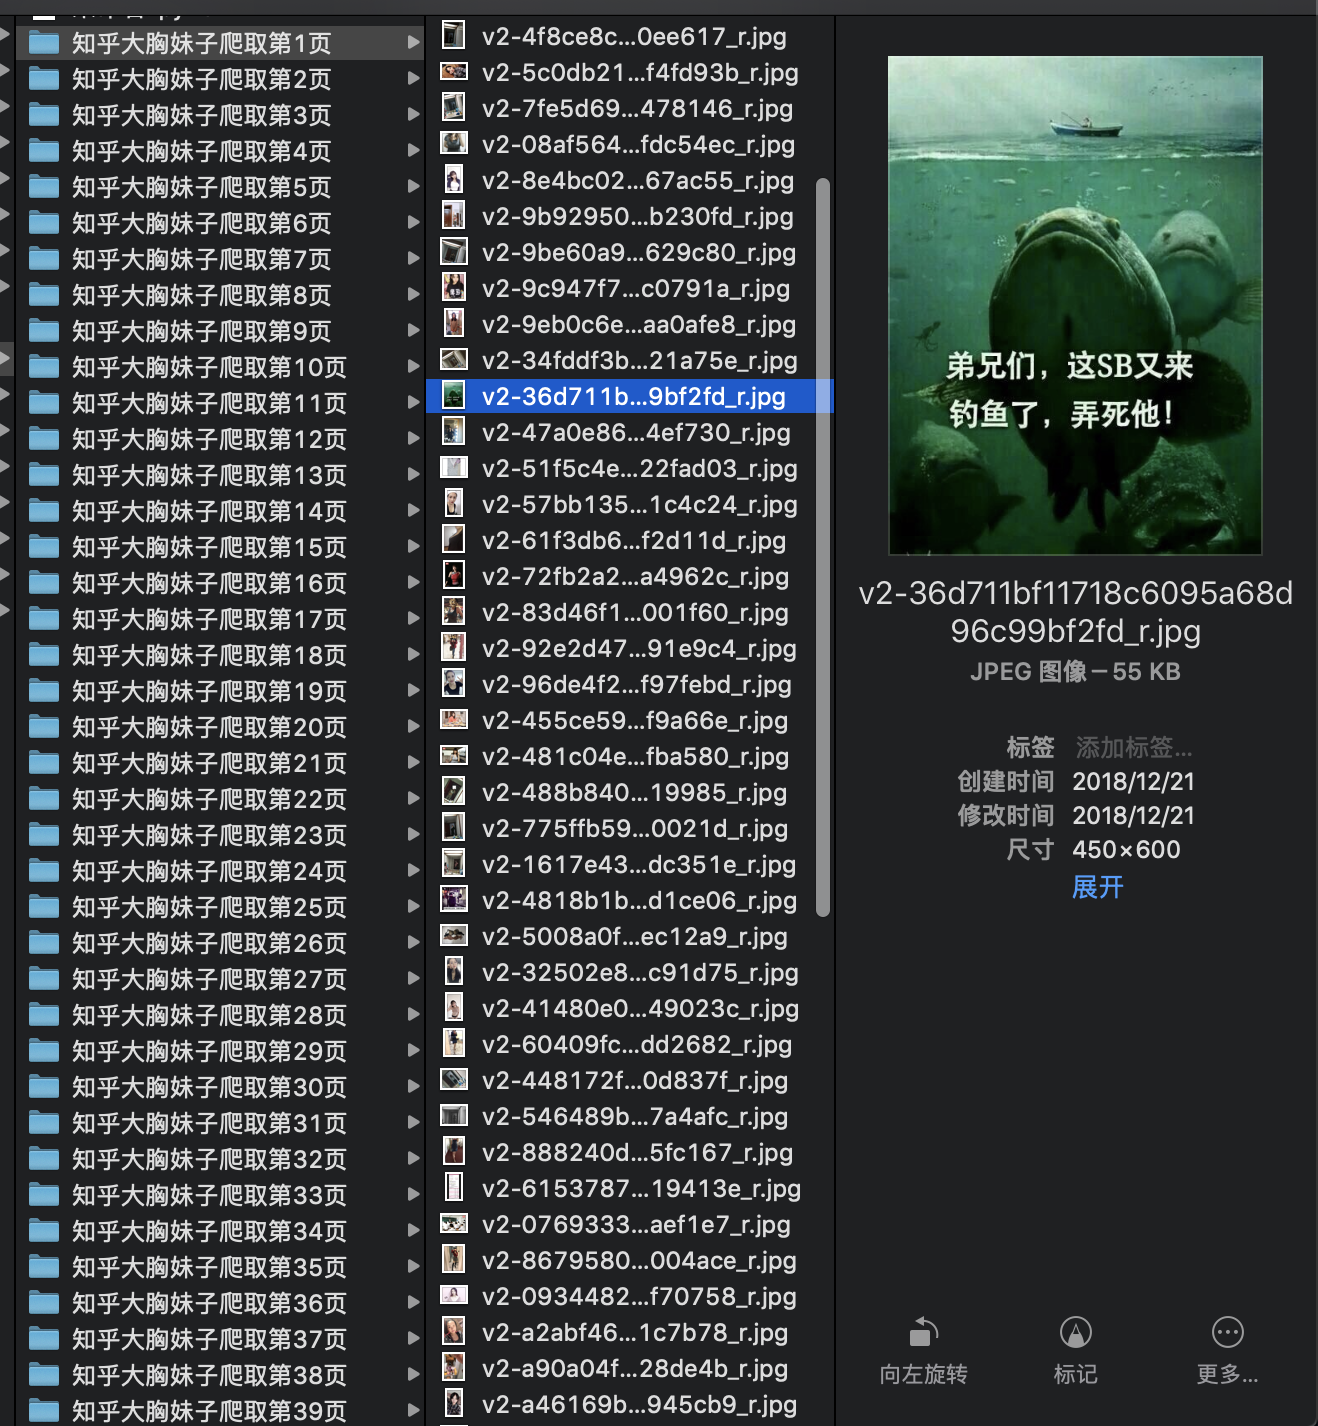 知乎大胸妹子爬取第1页
知乎大胸妹子爬取第2页
知乎大胸妹子爬取第3页
知乎大胸妹子爬取第4页
知乎大胸妹子爬取第5页
知乎大胸妹子爬取第6页
知乎大胸妹子爬取第7页
知乎大胸妹子爬取第8页
知乎大胸妹子爬取第9页
知乎大胸妹子爬取第10页
知乎大胸妹子爬取第11页
知乎大胸妹子爬取第12页
知乎大胸妹子爬取第13页
知乎大胸妹子爬取第14页
知乎大胸妹子爬取第15页
知乎大胸妹子爬取第16页
知乎大胸妹子爬取第17页
知乎大胸妹子爬取第18页
知乎大胸妹子爬取第19页
知乎大胸妹子爬取第20页
知乎大胸妹子爬取第21页
知乎大胸妹子爬取第22页
知乎大胸妹子爬取第23页
知乎大胸妹子爬取第24页
知乎大胸妹子爬取第25页
知乎大胸妹子爬取第26页
知乎大胸妹子爬取第27页
知乎大胸妹子爬取第28页
知乎大胸妹子爬取第29页
知乎大胸妹子爬取第30页
知乎大胸妹子爬取第31页
知乎大胸妹子爬取第32页
知乎大胸妹子爬取第33页
知乎大胸妹子爬取第34页
知乎大胸妹子爬取第35页
知乎大胸妹子爬取第36页
知乎大胸妹子爬取第37页
知乎大胸妹子爬取第38页
知乎大胸妹子爬取第39页
v2-4f8ce8c...0ee617_r.jpg
v2-5c0db21...f4fd93b_r.jpg
v2-7fe5d69...478146_r.jpg
v2-08af564...fdc54ec_r.jpg
v2-8e4bc02...67ac55_r.jpg
v2-9b92950...b230fd_r.jpg
v2-9be60a9...629c80_r.jpg
v2-9c947f7...c0791a_r.jpg
v2-9eb0c6e...aa0afe8_r.jpg
v2-34fddf3b...21a75e_r.jpg
v2-36d711b...9bf2fd_r.jpg
v2-47a0e86...4ef730_r.jpg
v2-51f5c4e...22fad03_r.jpg
v2-57bb135...1c4c24_r.jpg
v2-61f3db6...f2d11d_r.jpg
v2-72fb2a2...a4962c_r.jpg
v2-83d46f1...001f60_r.jpg
v2-92e2d47...91e9c4_r.jpg
v2-96de4f2...f97febd_r.jpg
v2-455ce59...f9a66e_r.jpg
v2-481c04e...fba580_r.jpg
v2-488b840...19985_r.jpg
v2-775ffb59...0021d_r.jpg
v2-1617e43...dc351e_r.jpg
v2-4818b1b...d1ce06_r.jpg
v2-5008a0f...ec12a9_r.jpg
v2-32502e8...c91d75_r.jpg
v2-41480e0...49023c_r.jpg
v2-60409fc...dd2682_r.jpg
v2-448172f...0d837f_r.jpg
v2-546489b...7a4afc_r.jpg
v2-888240d...5fc167_r.jpg
v2-6153787...19413e_r.jpg
v2-0769333...aef1e7_r.jpg
v2-8679580...004ace_r.jpg
v2-0934482...f70758_r.jpg
v2-a2abf46...1c7b78_r.jpg
v2-a90a04f...28de4b_r.jpg
v2-a46169b...945cb9_r.jpg
弟兄们，这SB又来
钓鱼了，弄死他！
v2-36d711bf11718c6095a68d
96c99bf2fd_r.jpg
JPEG 图像 – 55 KB
标签 添加标签...
创建时间 2018/12/21
修改时间 2018/12/21
尺寸 450×600
展开
向左旋转 标记 更多...